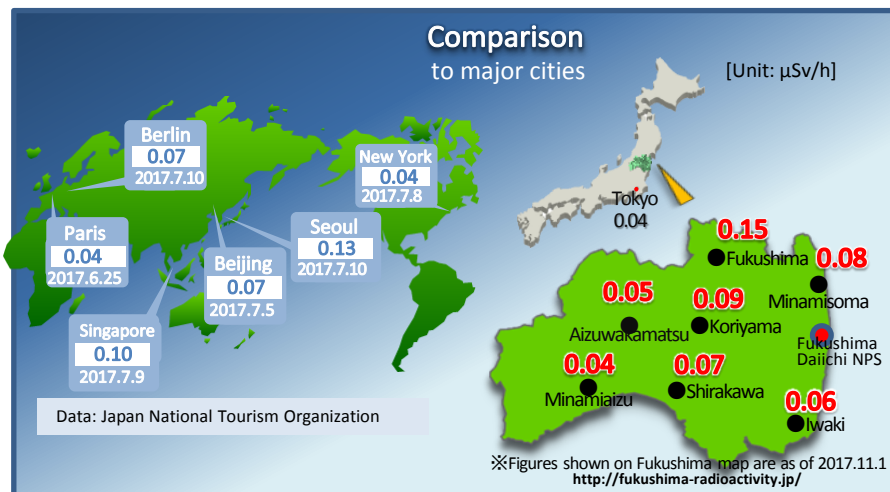 Comparison
to major cities
[Unit: μSv/h]
Berlin
0.07
2017.7.10
New York
0.04
2017.7.8
Paris
0.04
2017.6.25
Beijing
0.07
2017.7.5
Seoul
0.13
2017.7.10
Singapore
0.10
2017.7.9
Data: Japan National Tourism Organization
Tokyo
0.04
0.15
Fukushima
0.08
Minamisoma
0.05
Aizuwakamatsu
0.09
Koriyama
Fukushima
Daiichi NPS
0.04
Minamiaizu
0.07
Shirakawa
0.06
Iwaki
※Figures shown on Fukushima map are as of 2017.11.1
http://fukushima-radioactivity.jp/